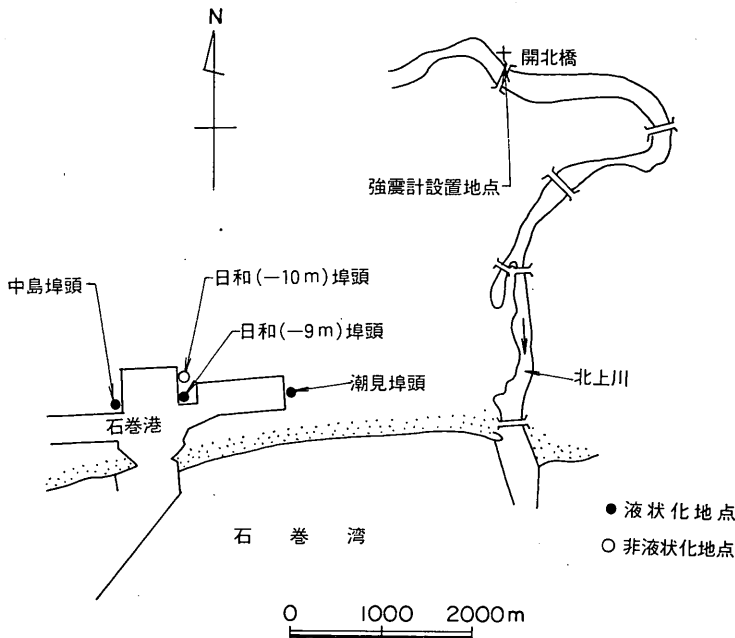 N
開北橋
強震計設置地点
日和(−10m)埠頭
中島埠頭
日和(−9m)埠頭
潮見埠頭
北上川
石巻港
● 液状化地点
石巻湾
○ 非液状化地点
0 1000 2000m